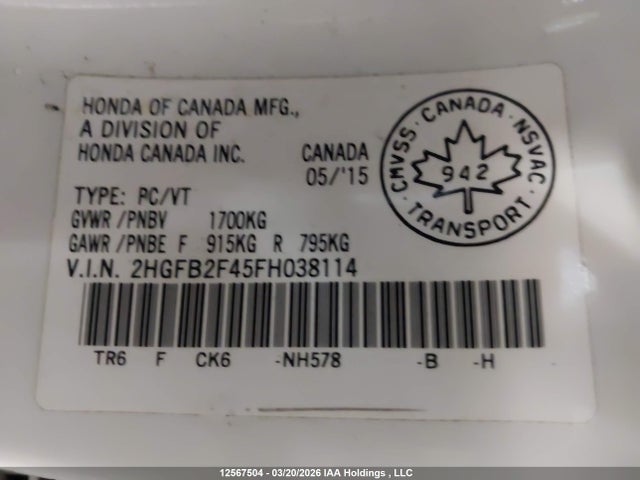 HONDA OF CANADA MFG.,
A DIVISION OF
HONDA CANADA INC.
CANADA
05/'15
TYPE: PC/VT
GVWR/PNBV 1700KG
GAWR/PNBE F 915KG R 795KG
V.I.N. 2HGFB2F45FH038114
TR6 F CK6 -NH578 -B -H
CMVSS · CANADA · NSVAC
942
· TRANSPORT ·
12567504 - 03/20/2026 IAA Holdings , LLC